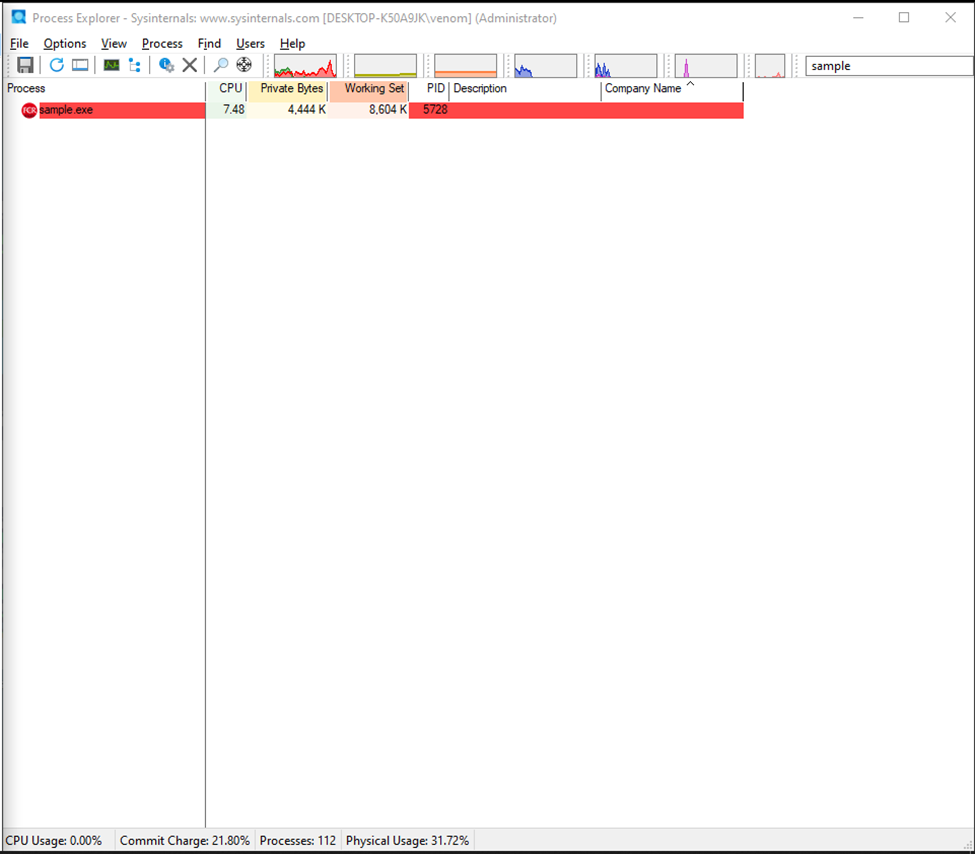 Process Explorer - Sysinternals: www.sysinternals.com [DESKTOP-K50A9JK\venom] (Administrator)
File Options View Process Find Users Help
sample
Process CPU Private Bytes Working Set PID Description Company Name
sample.exe 7.48 4,444 K 8,604 K 5728
CPU Usage: 0.00% Commit Charge: 21.80% Processes: 112 Physical Usage: 31.72%